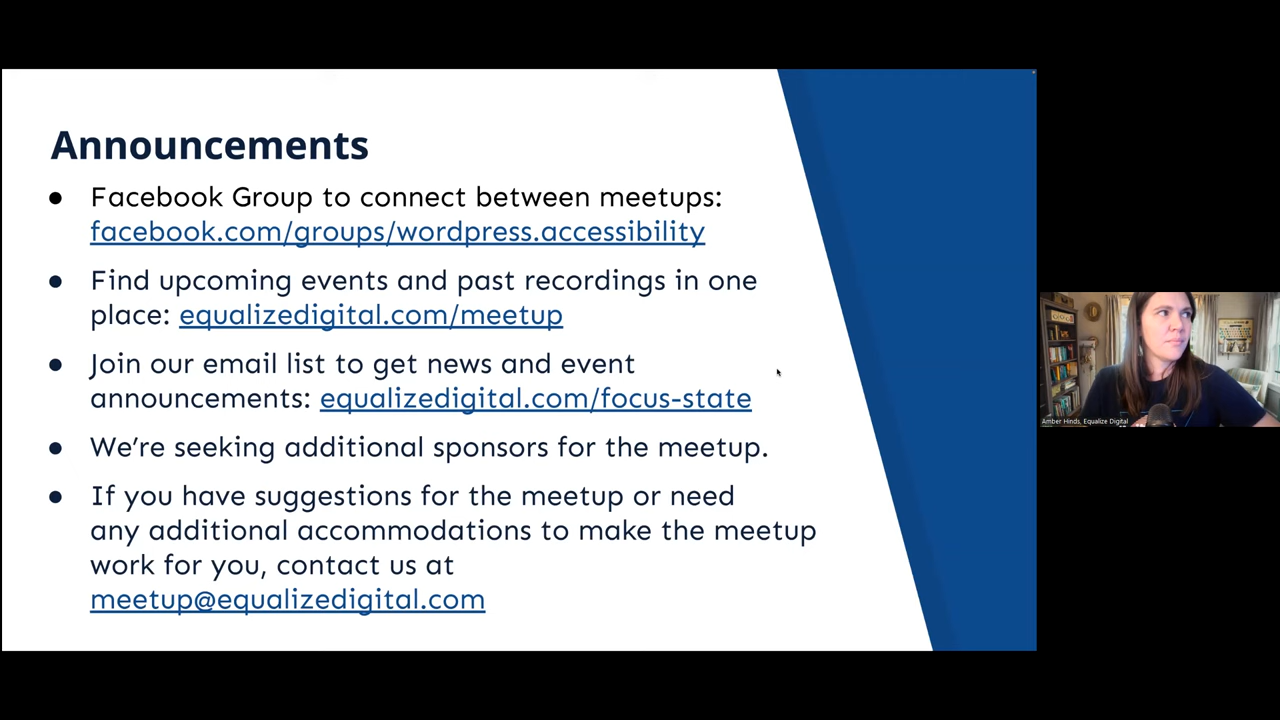 Announcements
● Facebook Group to connect between meetups:
facebook.com/groups/wordpress.accessibility
● Find upcoming events and past recordings in one
place: equalizedigital.com/meetup
● Join our email list to get news and event
announcements: equalizedigital.com/focus-state
● We’re seeking additional sponsors for the meetup.
● If you have suggestions for the meetup or need
any additional accommodations to make the meetup
work for you, contact us at
meetup@equalizedigital.com
Amber Hinds, Equalize Digital